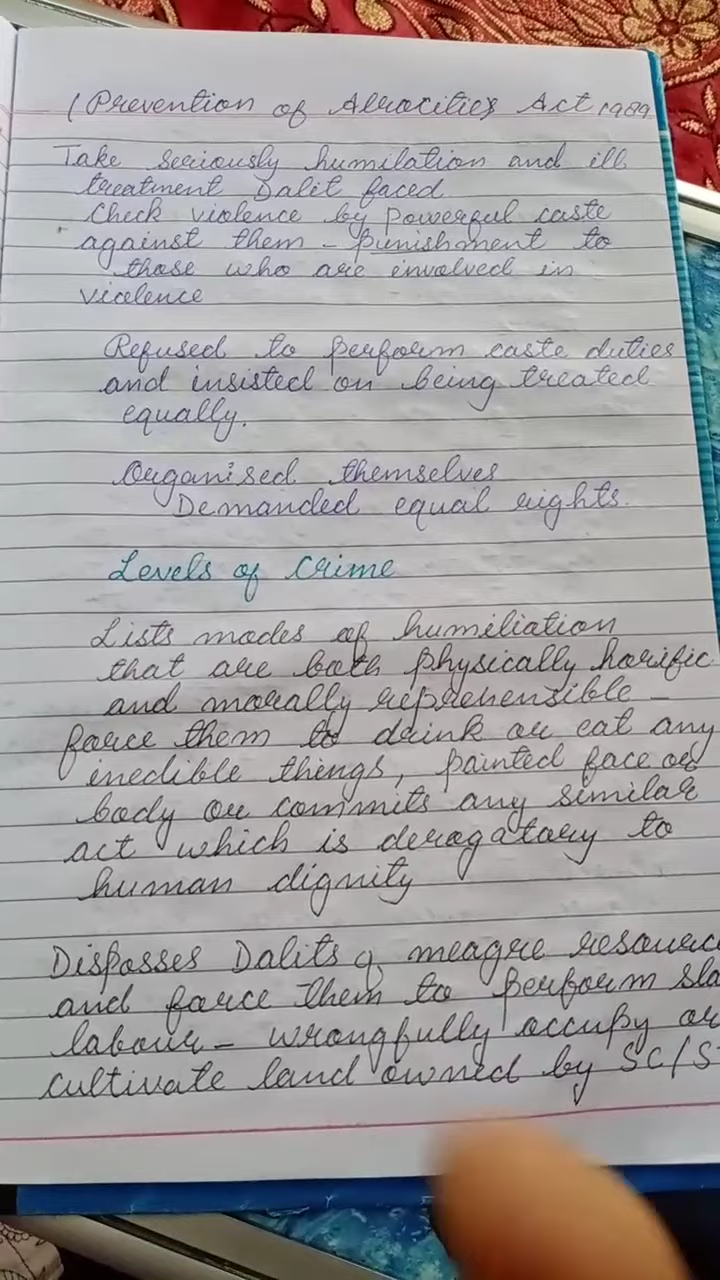 (Prevention of Atrocities Act 1989
Take seriously humilation and ill
treatment Dalit faced
Check violence by powerful caste
against them - punishment to
those who are involved in
violence
Refused to perform caste duties
and insisted on being treated
equally.
Organised themselves
Demanded equal rights.
Levels of Crime
Lists modes of humiliation
that are both physically horific
and morally reprehensible -
force them to drink or eat any
inedible things, painted face or
body or commits any similar
act which is derogatory to
human dignity
Disposses Dalits of meagre resourc
and force them to perform sla
labour - wrongfully occupy or
cultivate land owned by SC/S